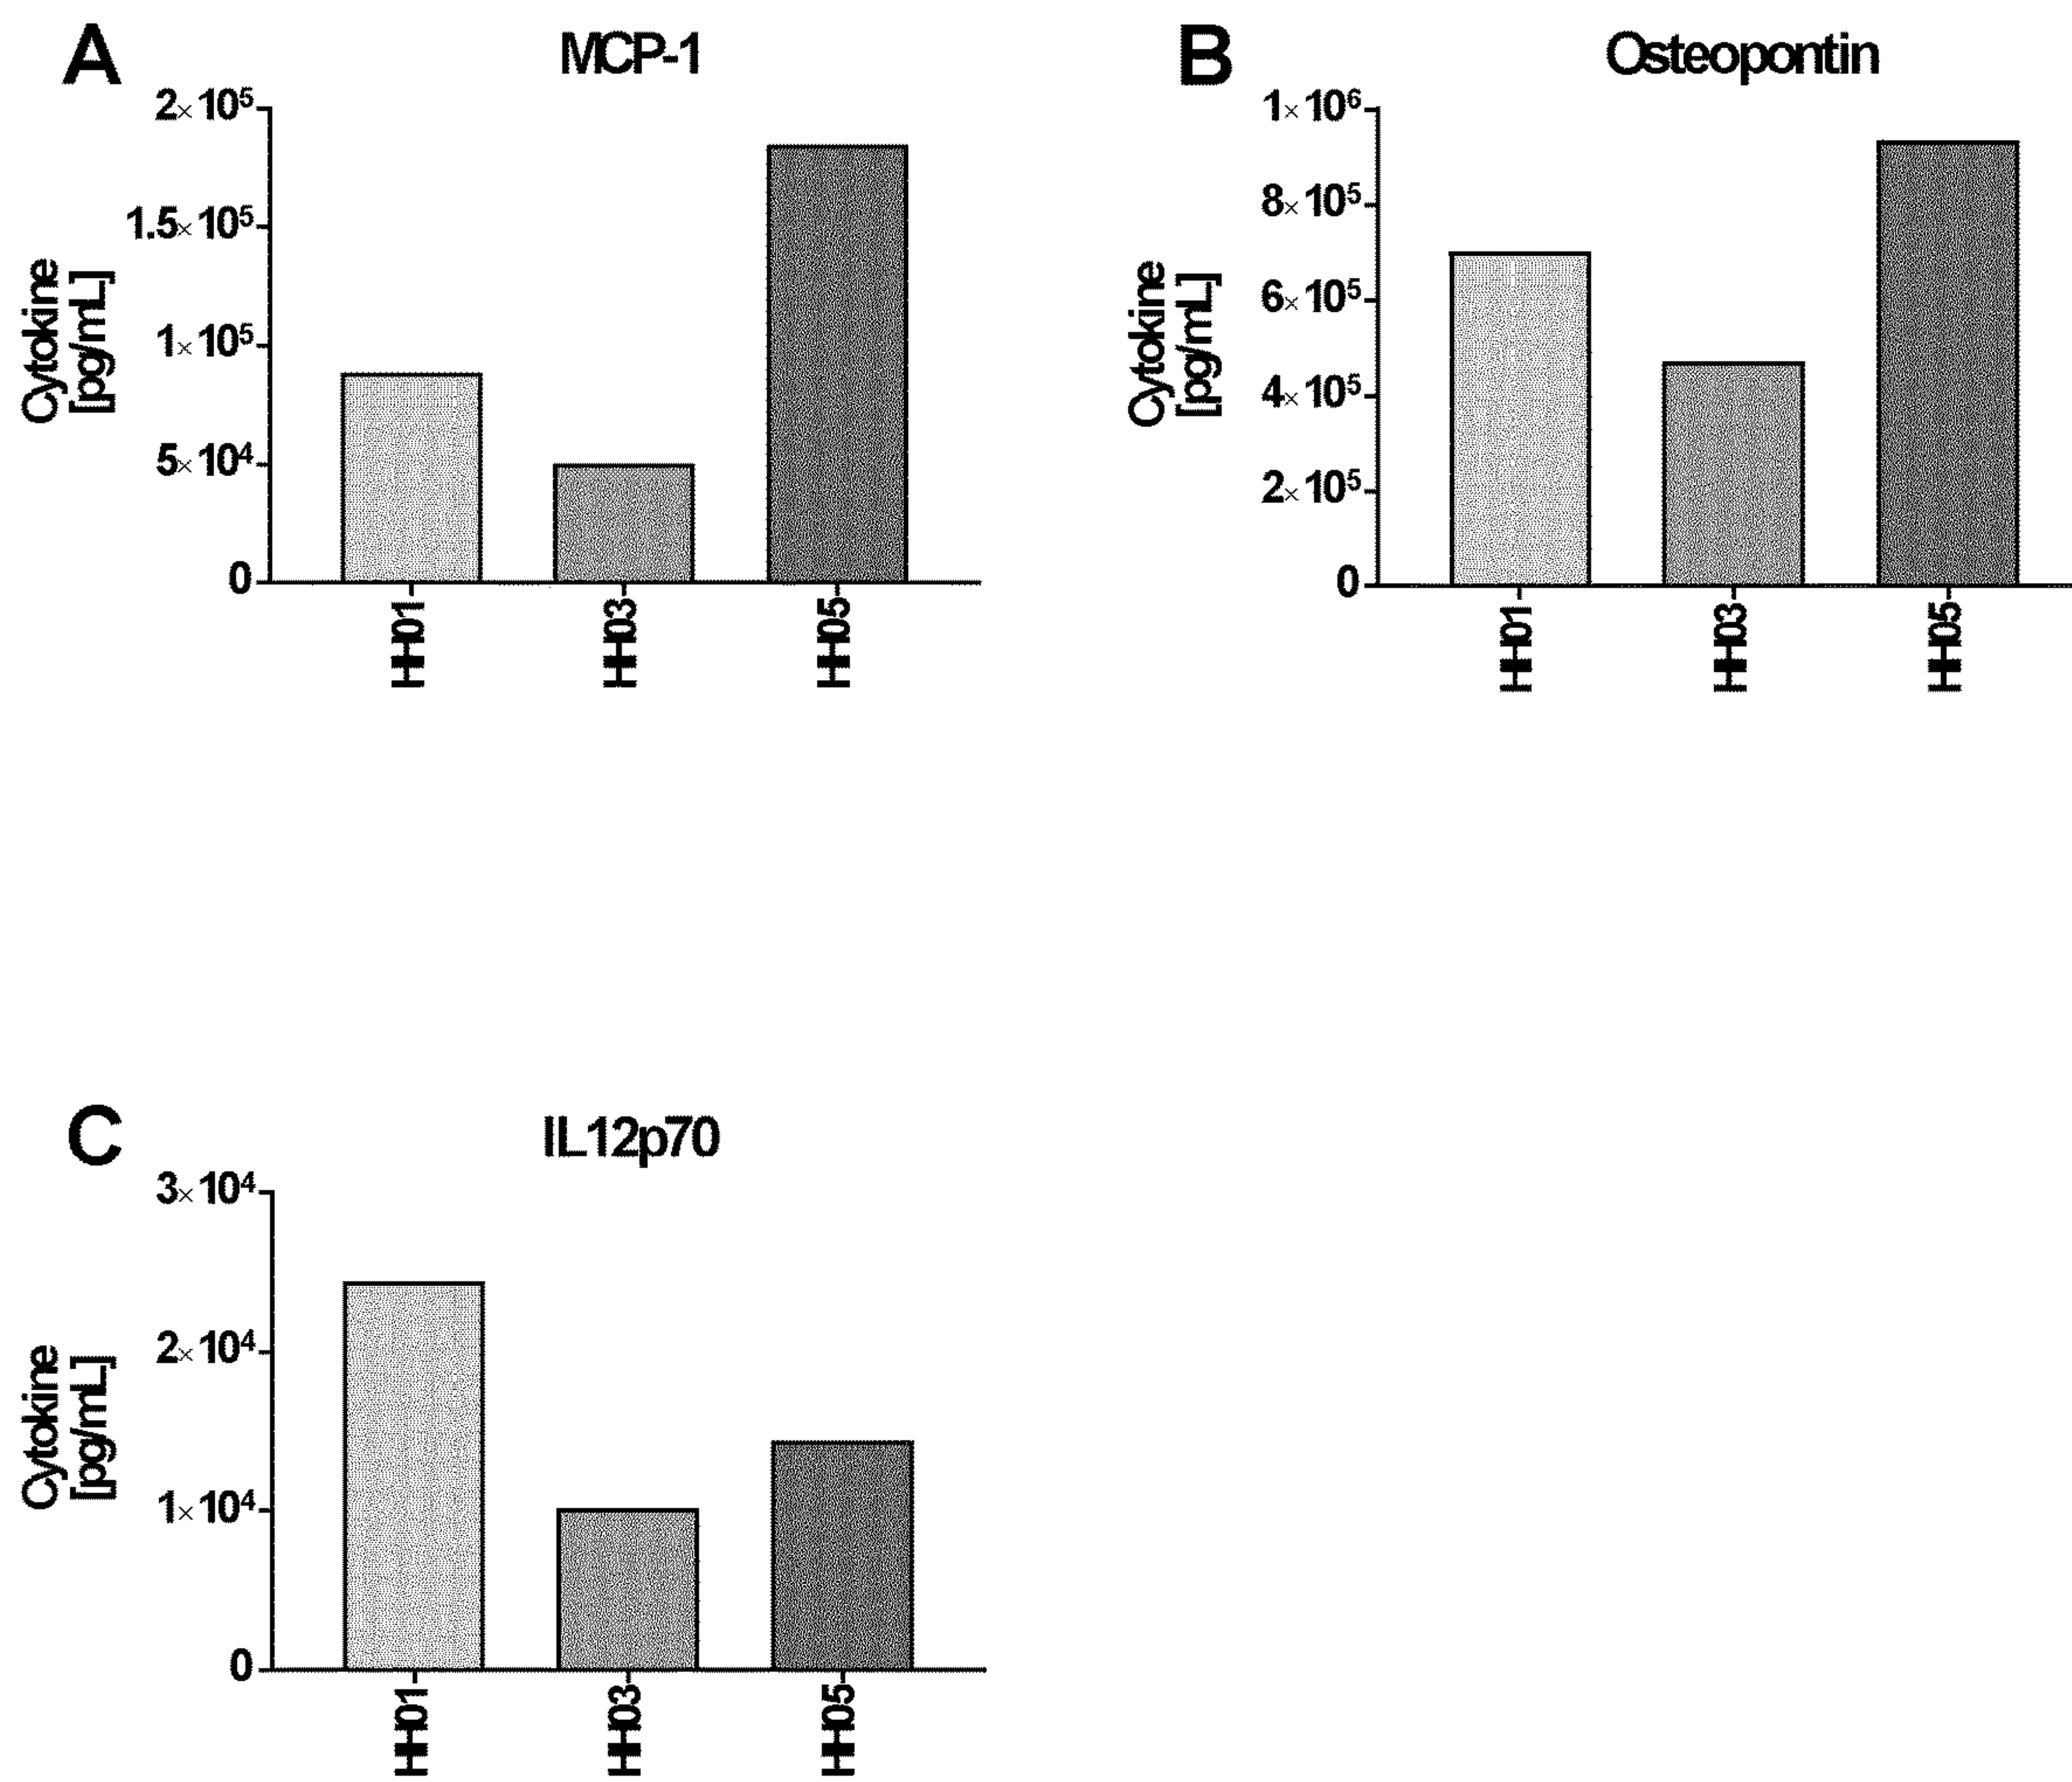 A
MCP-1
2×10⁵
1.5×10⁵
1×10⁵
5×10⁴
0
Cytokine
[pg/mL]
HH01
HH03
HH05
B
Osteopontin
1×10⁶
8×10⁵
6×10⁵
4×10⁵
2×10⁵
0
Cytokine
[pg/mL]
HH01
HH03
HH05
C
IL12p70
3×10⁴
2×10⁴
1×10⁴
0
Cytokine
[pg/mL]
HH01
HH03
HH05